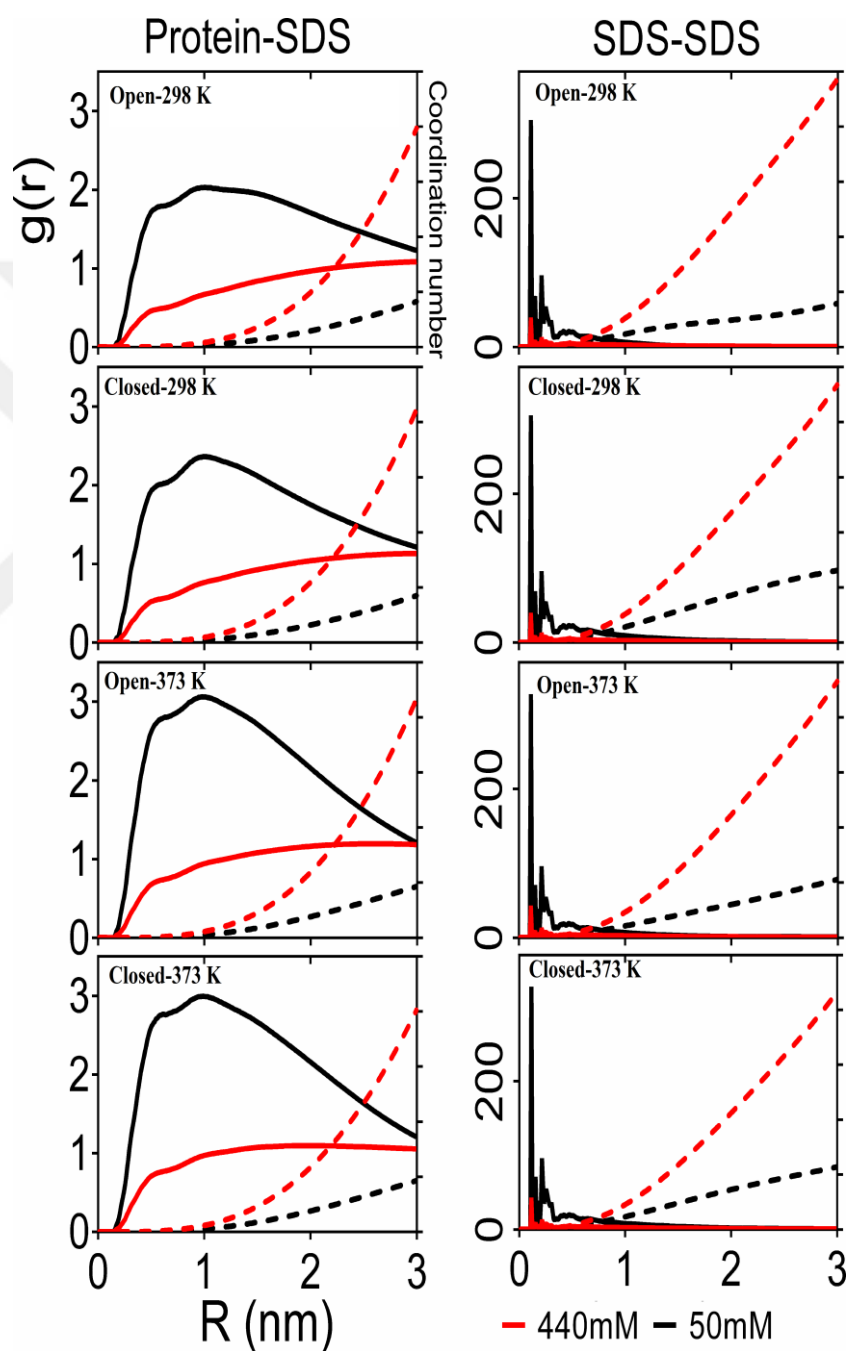 Protein-SDS
SDS-SDS
Open-298 K
3
2
1
0
g(r)
Coordination number
Open-298 K
200
0
Closed-298 K
3
2
1
0
Closed-298 K
200
0
Open-373 K
3
2
1
0
Open-373 K
200
0
Closed-373 K
3
2
1
0
Closed-373 K
200
0
0 1 2 3
0 1 2 3
R (nm)
440mM 50mM